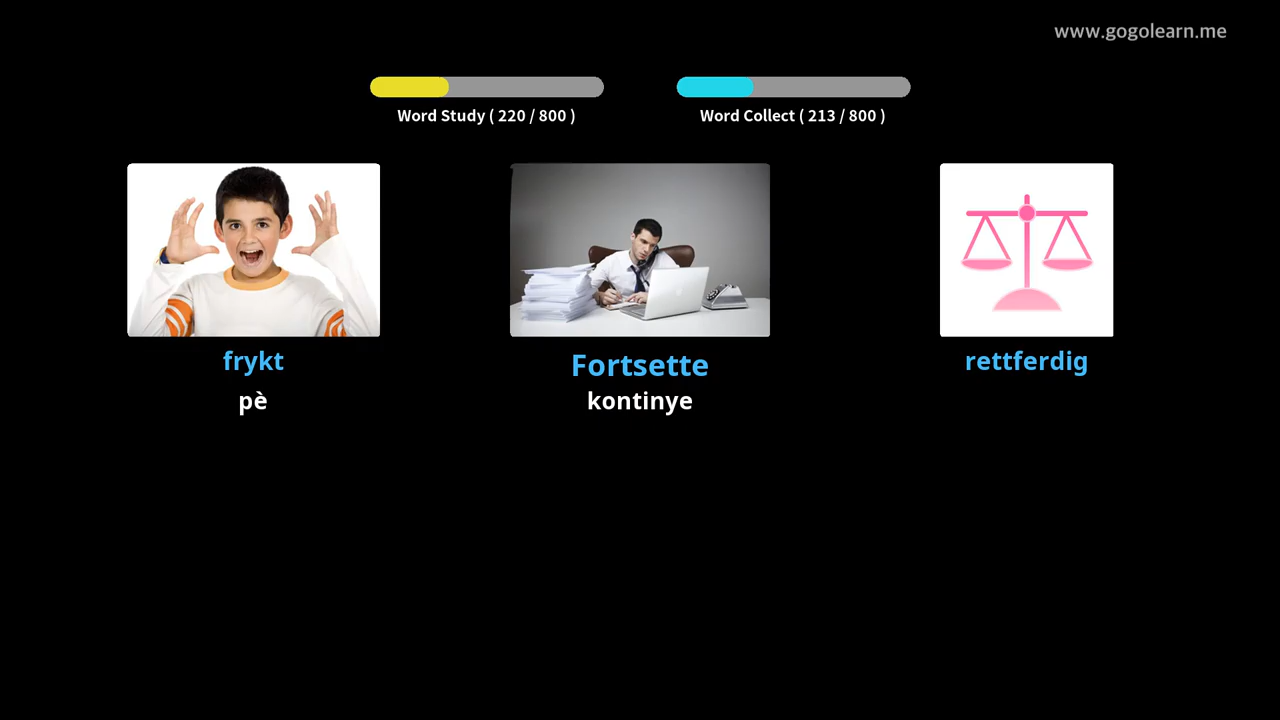 www.gogolearn.me
Word Study ( 220 / 800 )
Word Collect ( 213 / 800 )
frykt
pè
Fortsette
kontinye
rettferdig